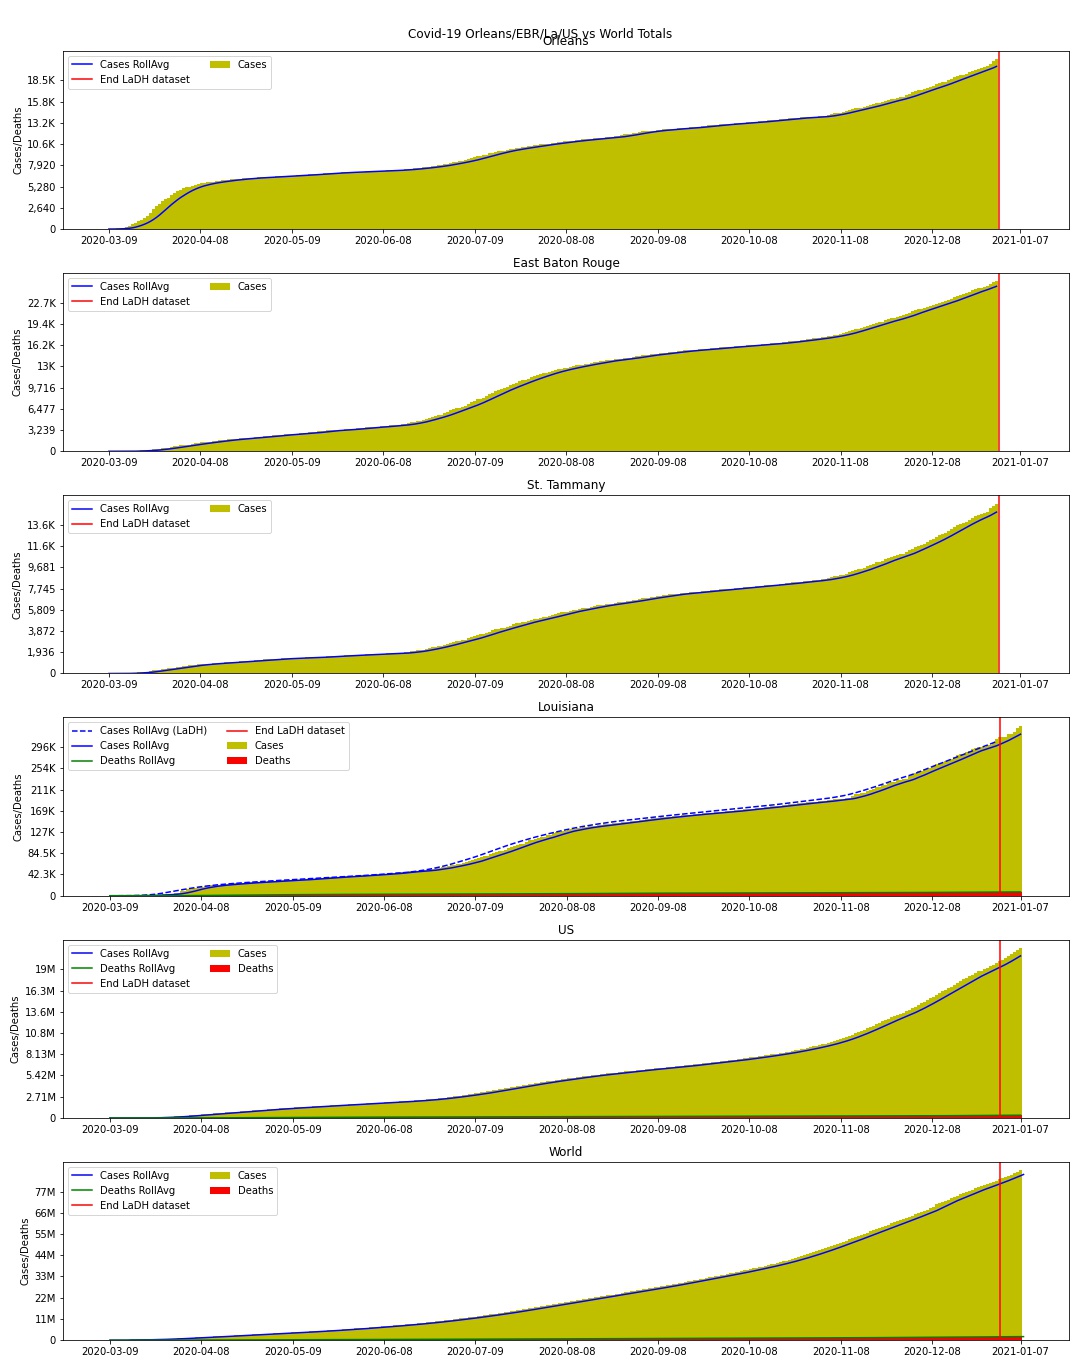 Covid-19 Orleans/EBR/La/US vs World Totals
Orleans
Cases RollAvg Cases
End LaDH dataset
Cases/Deaths
18.5K
15.8K
13.2K
10.6K
7,920
5,280
2,640
0
2020-03-09 2020-04-08 2020-05-09 2020-06-08 2020-07-09 2020-08-08 2020-09-08 2020-10-08 2020-11-08 2020-12-08 2021-01-07
East Baton Rouge
Cases RollAvg Cases
End LaDH dataset
Cases/Deaths
22.7K
19.4K
16.2K
13K
9,716
6,477
3,239
0
2020-03-09 2020-04-08 2020-05-09 2020-06-08 2020-07-09 2020-08-08 2020-09-08 2020-10-08 2020-11-08 2020-12-08 2021-01-07
St. Tammany
Cases RollAvg Cases
End LaDH dataset
Cases/Deaths
13.6K
11.6K
9,681
7,745
5,809
3,872
1,936
0
2020-03-09 2020-04-08 2020-05-09 2020-06-08 2020-07-09 2020-08-08 2020-09-08 2020-10-08 2020-11-08 2020-12-08 2021-01-07
Louisiana
Cases RollAvg (LaDH) End LaDH dataset
Cases RollAvg Cases
Deaths RollAvg Deaths
Cases/Deaths
296K
254K
211K
169K
127K
84.5K
42.3K
0
2020-03-09 2020-04-08 2020-05-09 2020-06-08 2020-07-09 2020-08-08 2020-09-08 2020-10-08 2020-11-08 2020-12-08 2021-01-07
US
Cases RollAvg Cases
Deaths RollAvg Deaths
End LaDH dataset
Cases/Deaths
19M
16.3M
13.6M
10.8M
8.13M
5.42M
2.71M
0
2020-03-09 2020-04-08 2020-05-09 2020-06-08 2020-07-09 2020-08-08 2020-09-08 2020-10-08 2020-11-08 2020-12-08 2021-01-07
World
Cases RollAvg Cases
Deaths RollAvg Deaths
End LaDH dataset
Cases/Deaths
77M
66M
55M
44M
33M
22M
11M
0
2020-03-09 2020-04-08 2020-05-09 2020-06-08 2020-07-09 2020-08-08 2020-09-08 2020-10-08 2020-11-08 2020-12-08 2021-01-07